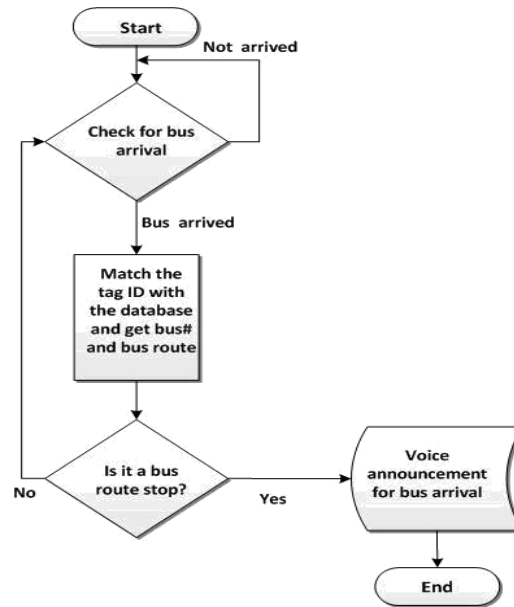 Start
Not arrived
Check for bus
arrival
Bus arrived
Match the
tag ID with
the database
and get bus#
and bus route
Is it a bus
route stop?
No
Yes
Voice
announcement
for bus arrival
End